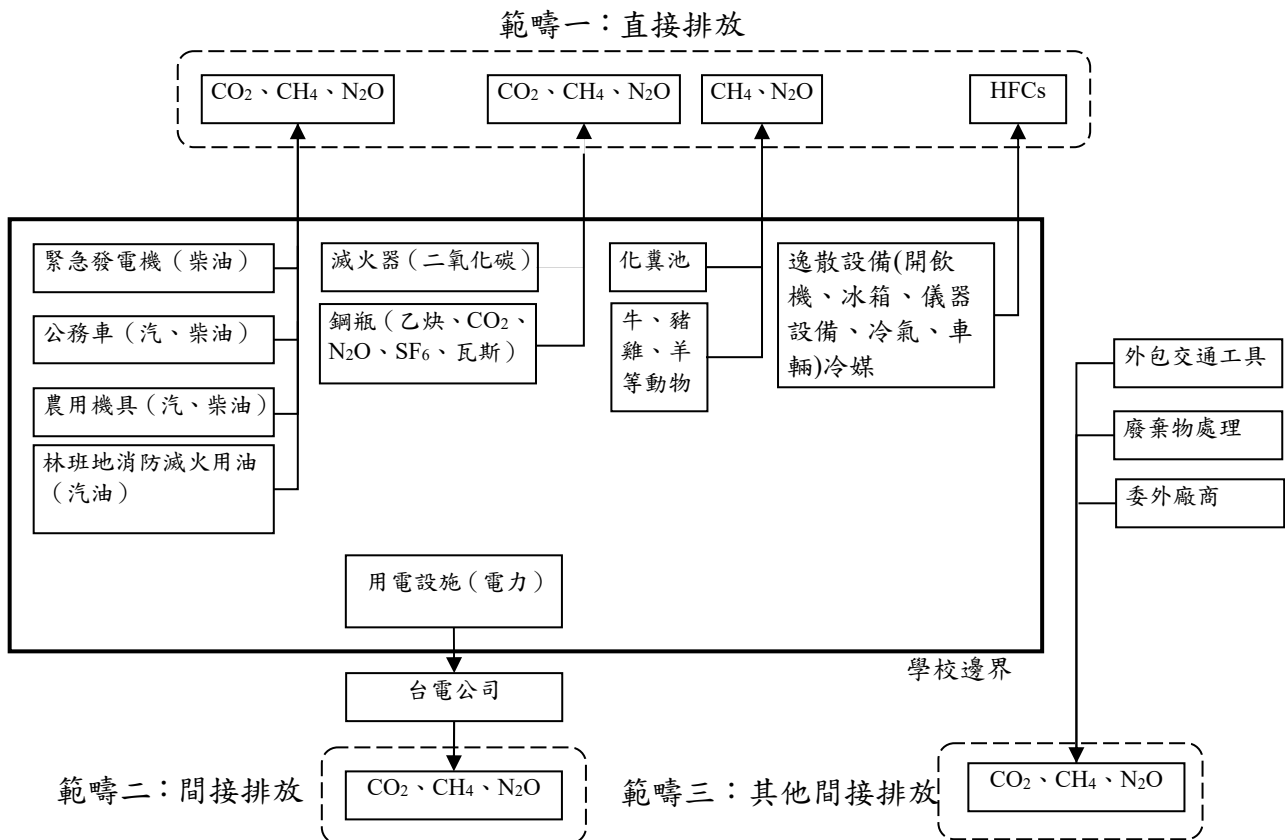 範疇一：直接排放
CO₂、CH₄、N₂O
CO₂、CH₄、N₂O
CH₄、N₂O
HFCs
緊急發電機（柴油）
公務車（汽、柴油）
農用機具（汽、柴油）
林班地消防滅火用油
（汽油）
滅火器（二氧化碳）
鋼瓶（乙炔、CO₂、
N₂O、SF₆、瓦斯）
化糞池
牛、豬
雞、羊
等動物
逸散設備(開飲
機、冰箱、儀器
設備、冷氣、車
輛)冷媒
外包交通工具
廢棄物處理
委外廠商
用電設施（電力）
學校邊界
台電公司
範疇二：間接排放
CO₂、CH₄、N₂O
範疇三：其他間接排放
CO₂、CH₄、N₂O